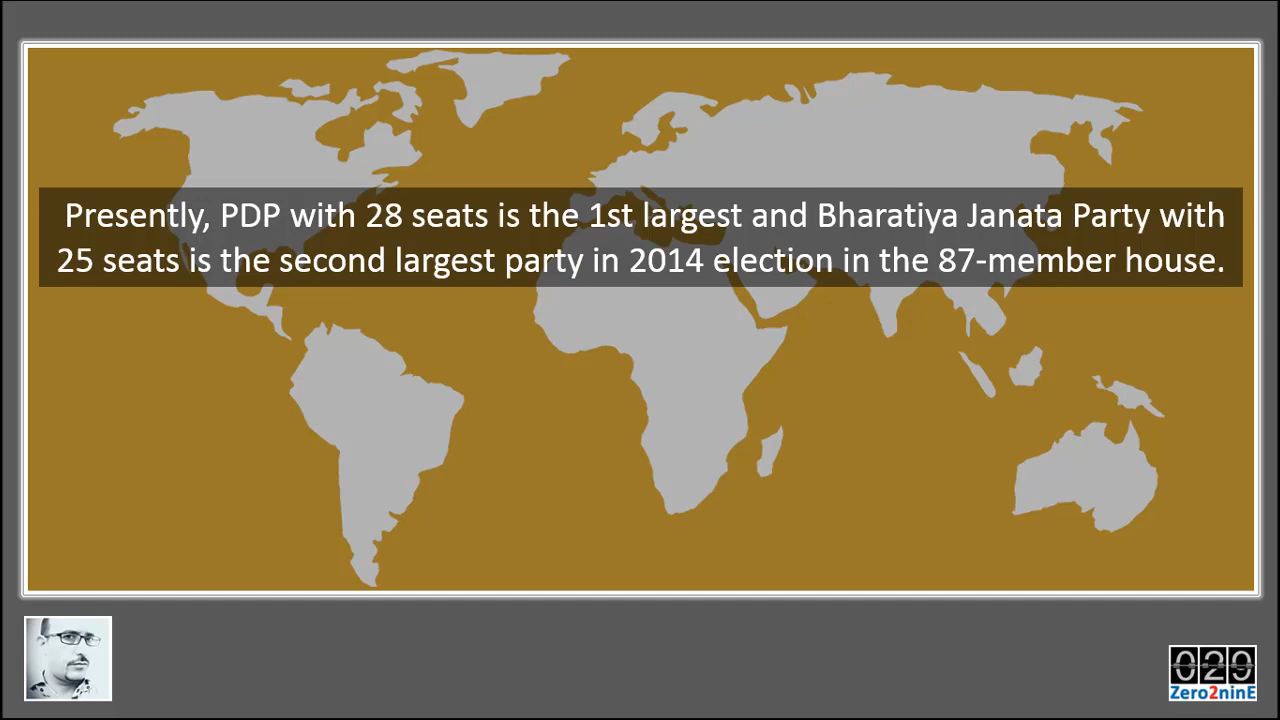 Presently, PDP with 28 seats is the 1st largest and Bharatiya Janata Party with
25 seats is the second largest party in 2014 election in the 87-member house.
029
Zero2ninE